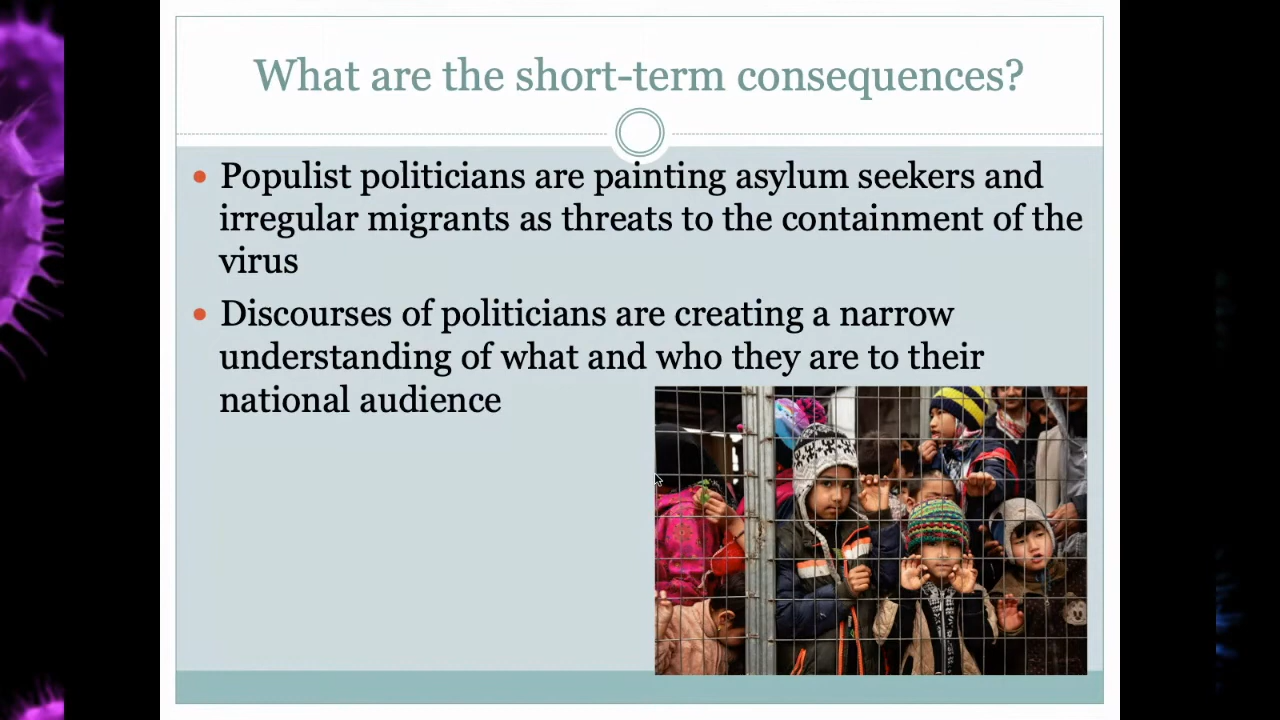 What are the short-term consequences?
Populist politicians are painting asylum seekers and
irregular migrants as threats to the containment of the
virus
Discourses of politicians are creating a narrow
understanding of what and who they are to their
national audience